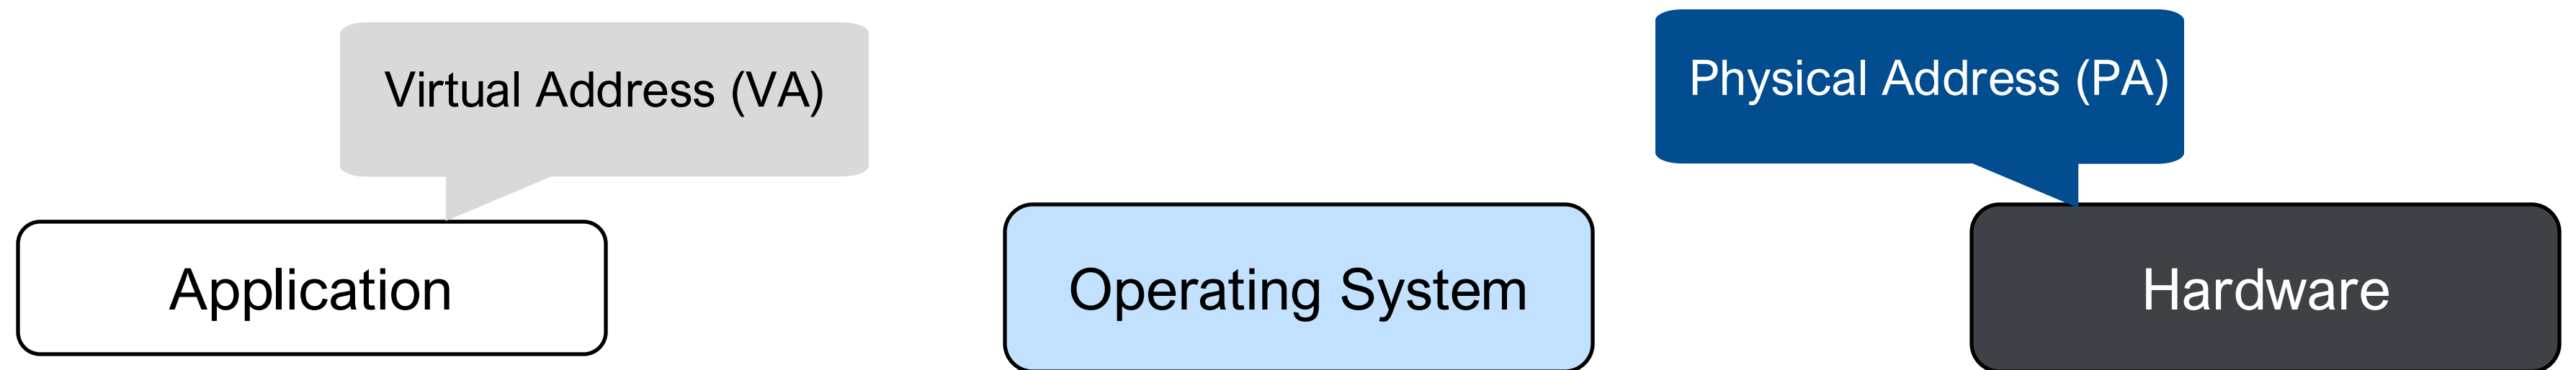 Virtual Address (VA)
Physical Address (PA)
Application
Operating System
Hardware